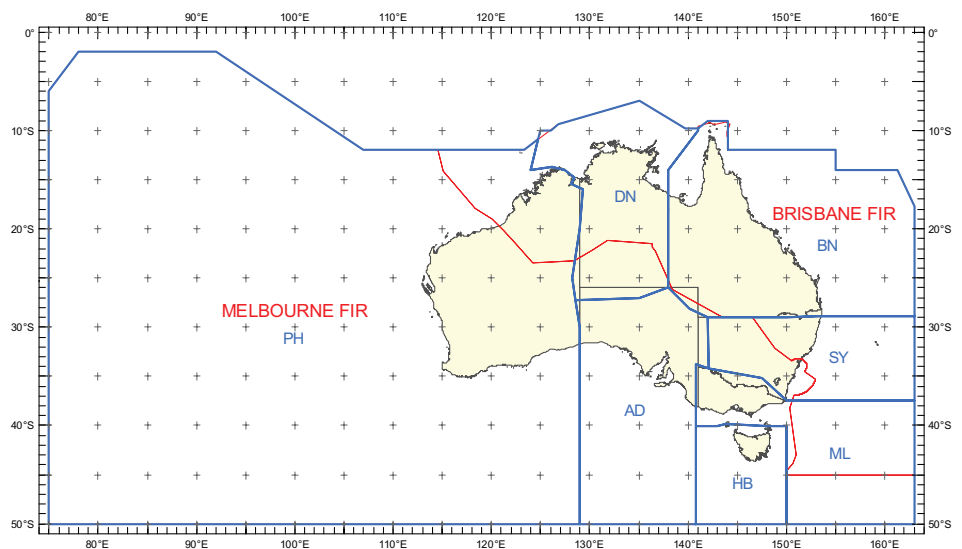 80°E 90°E 100°E 110°E 120°E 130°E 140°E 150°E 160°E
0° 0°
10°S 10°S
DN
BRISBANE FIR
20°S 20°S
BN
MELBOURNE FIR
30°S 30°S
PH
SY
AD
40°S 40°S
ML
HB
50°S 50°S
80°E 90°E 100°E 110°E 120°E 130°E 140°E 150°E 160°E